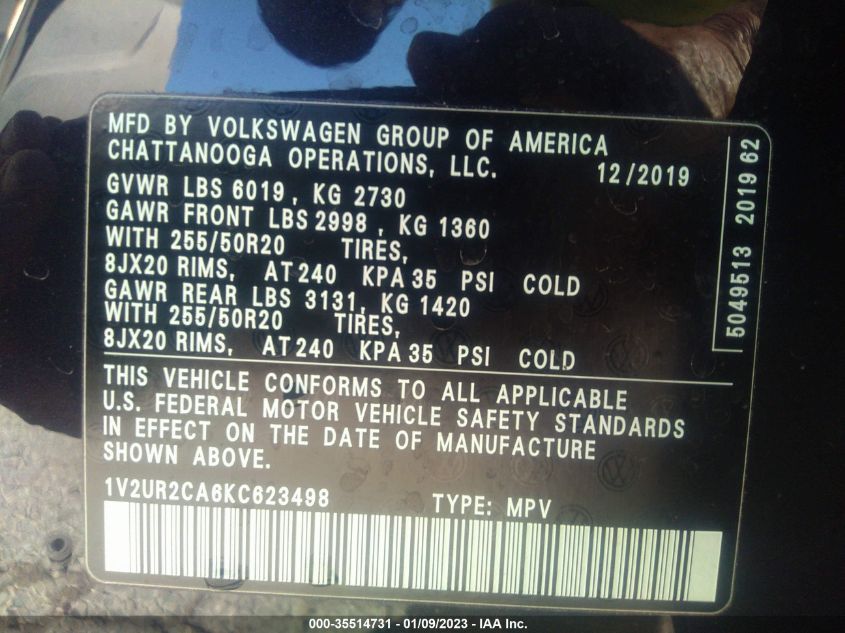 MFD BY VOLKSWAGEN GROUP OF AMERICA
CHATTANOOGA OPERATIONS, LLC. 12/2019
GVWR LBS 6019, KG 2730
GAWR FRONT LBS 2998, KG 1360
WITH 255/50R20 TIRES,
8JX20 RIMS, AT 240 KPA 35 PSI COLD
GAWR REAR LBS 3131, KG 1420
WITH 255/50R20 TIRES,
8JX20 RIMS, AT 240 KPA 35 PSI COLD
5049513 2019 62
THIS VEHICLE CONFORMS TO ALL APPLICABLE
U.S. FEDERAL MOTOR VEHICLE SAFETY STANDARDS
IN EFFECT ON THE DATE OF MANUFACTURE
SHOWN ABOVE.
1V2UR2CA6KC623498 TYPE: MPV
000-35514731 - 01/09/2023 - IAA Inc.